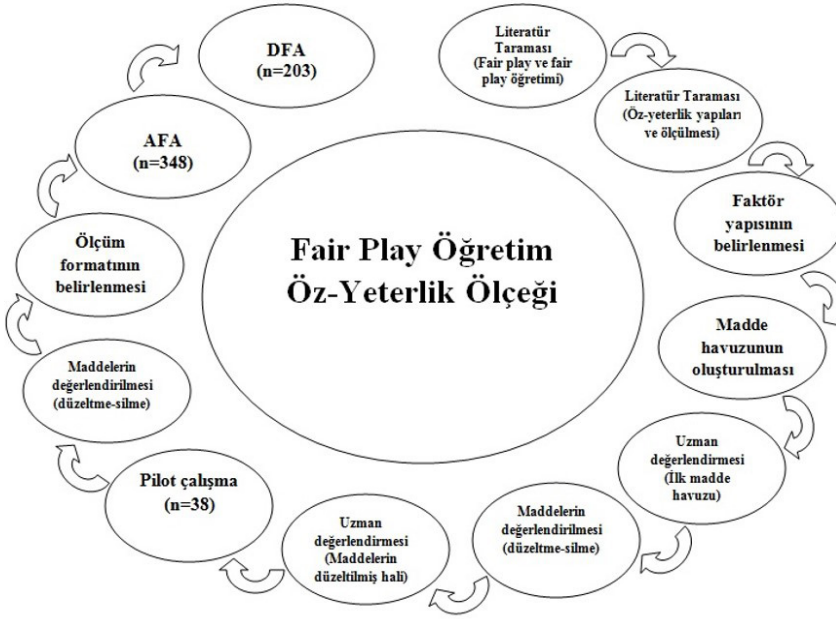 Literatür
Taraması
(Fair play ve fair
play öğretimi)
Literatür Taraması
(Öz-yeterlik yapıları
ve ölçülmesi)
Faktör
yapısının
belirlenmesi
Madde
havuzunun
oluşturulması
Uzman
değerlendirmesi
(İlk madde
havuzu)
Maddelerin
değerlendirilmesi
(düzeltme-silme)
Uzman
değerlendirmesi
(Maddelerin
düzeltilmiş hali)
Pilot çalışma
(n=38)
Maddelerin
değerlendirilmesi
(düzeltme-silme)
Ölçüm
formatının
belirlenmesi
AFA
(n=348)
DFA
(n=203)
Fair Play Öğretim
Öz-Yeterlik Ölçeği